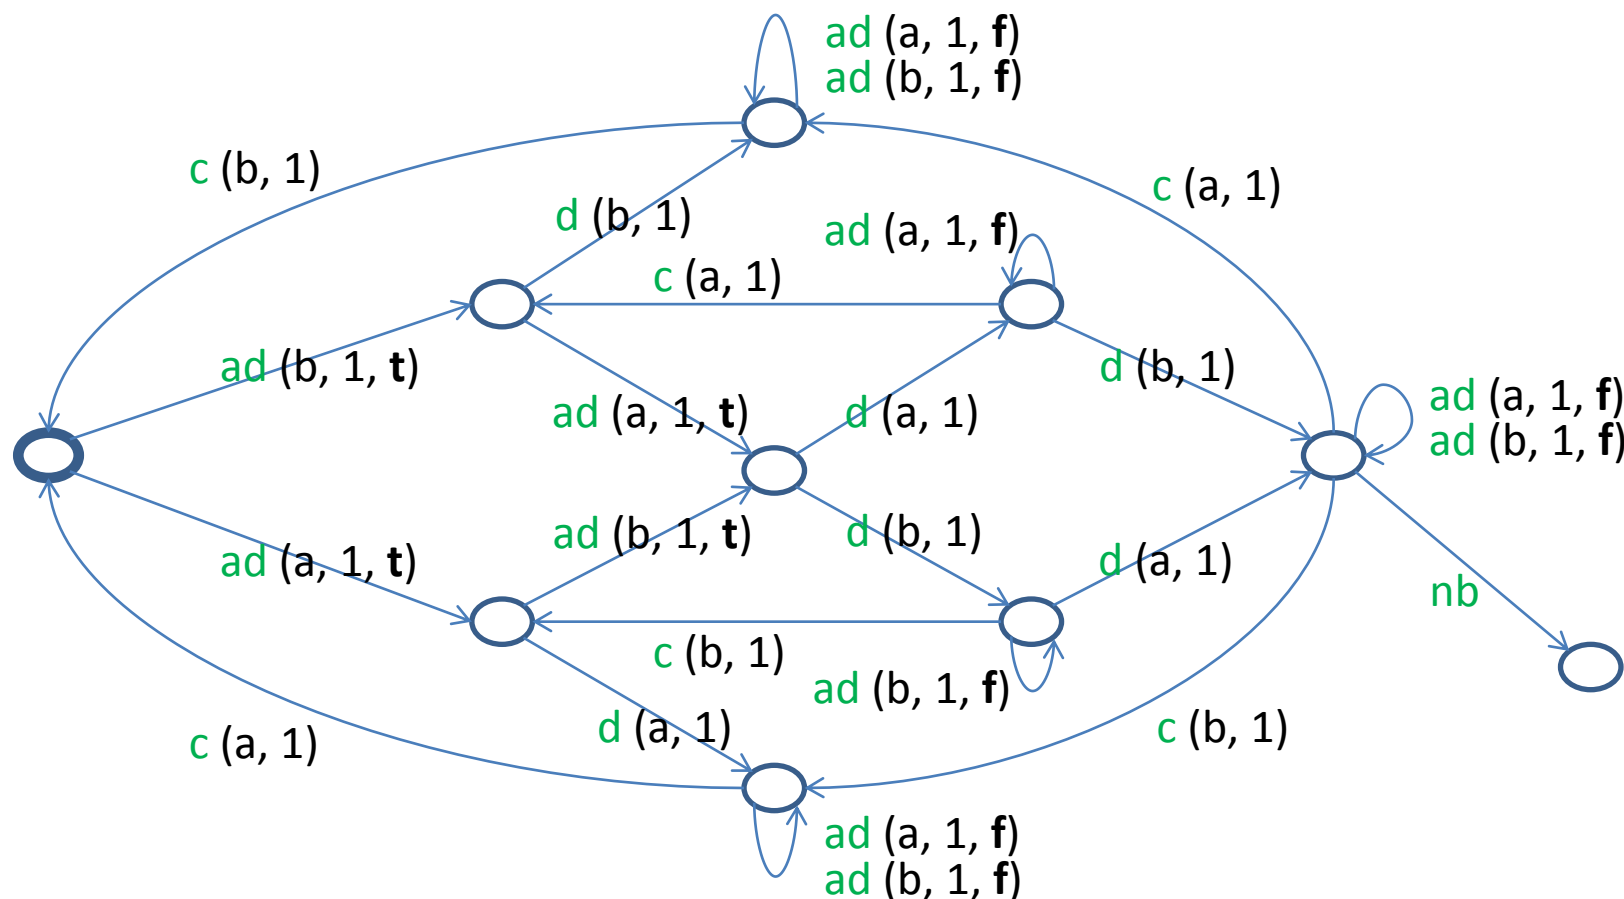 ad (a, 1, f)
ad (b, 1, f)
c (b, 1)
c (a, 1)
d (b, 1)
ad (a, 1, f)
c (a, 1)
ad (b, 1, t)
d (b, 1)
ad (a, 1, t)
d (a, 1)
ad (a, 1, f)
ad (b, 1, f)
ad (a, 1, t)
ad (b, 1, t)
d (b, 1)
d (a, 1)
nb
c (b, 1)
ad (b, 1, f)
c (a, 1)
d (a, 1)
c (b, 1)
ad (a, 1, f)
ad (b, 1, f)